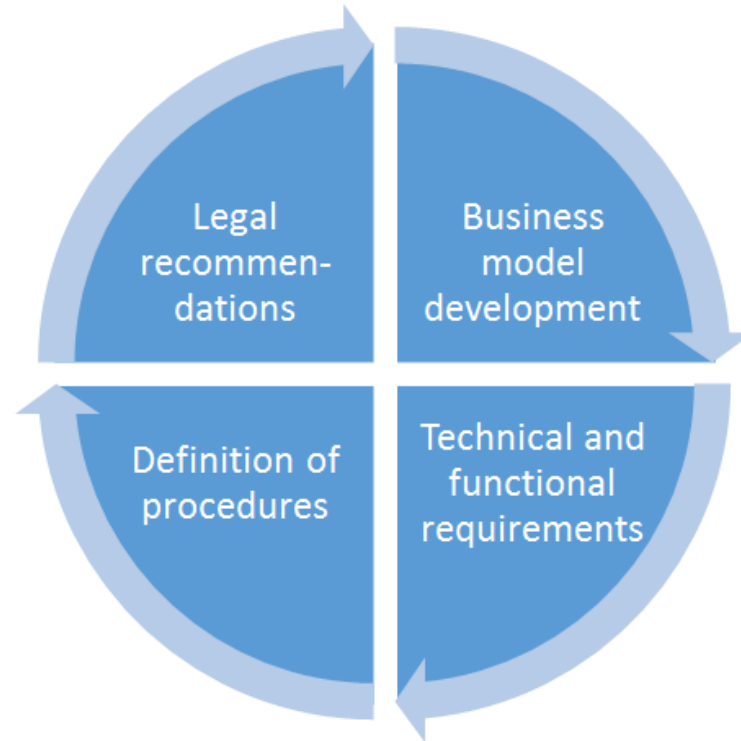 Legal
recommen-
dations
Business
model
development
Definition of
procedures
Technical and
functional
requirements